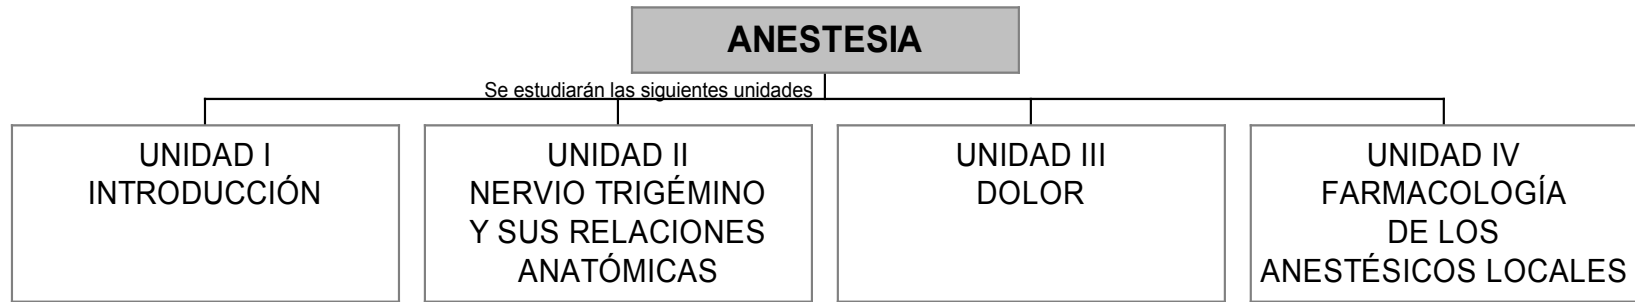 ANESTESIA
Se estudiarán las siguientes unidades
UNIDAD I
INTRODUCCIÓN
UNIDAD II
NERVIO TRIGÉMINO
Y SUS RELACIONES
ANATÓMICAS
UNIDAD III
DOLOR
UNIDAD IV
FARMACOLOGÍA
DE LOS
ANESTÉSICOS LOCALES